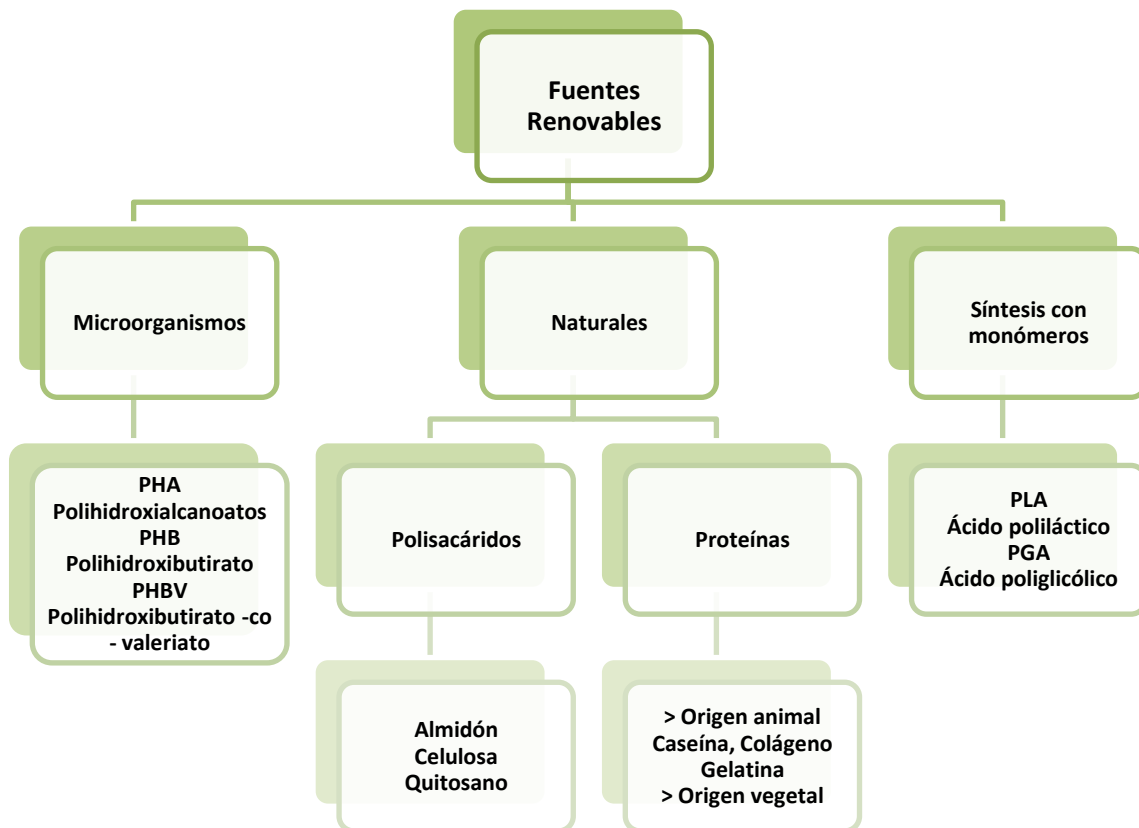 Fuentes
Renovables
Microorganismos
Naturales
Síntesis con
monómeros
PHA
Polihidroxialcanoatos
PHB
Polihidroxibutirato
PHBV
Polihidroxibutirato -co
- valeriato
Polisacáridos
Proteínas
PLA
Ácido poliláctico
PGA
Ácido poliglicólico
Almidón
Celulosa
Quitosano
> Origen animal
Caseína, Colágeno
Gelatina
> Origen vegetal